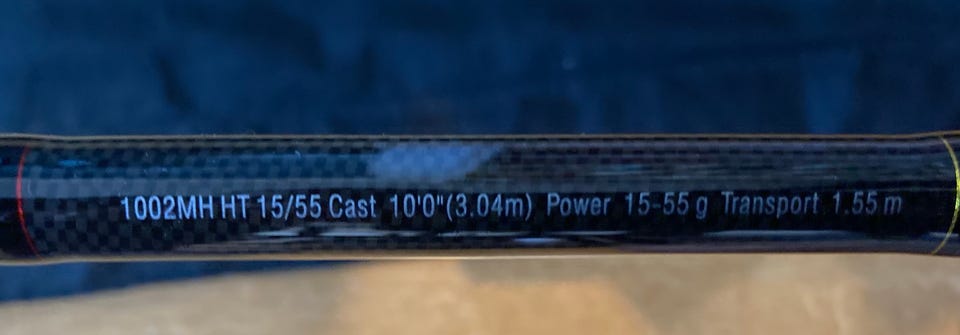 1002MH HT 15/55 Cast 10'0"(3.04m) Power 15-55 g Transport 1.55 m